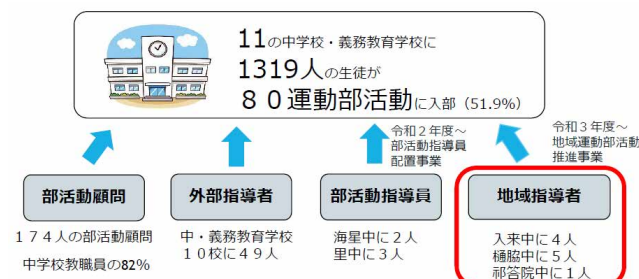 11の中学校・義務教育学校に
1319人の生徒が
８０運動部活動に入部（51.9%）
令和２年度～
部活動指導員
配置事業
令和３年度～
地域運動部活動
推進事業
部活動顧問
外部指導者
部活動指導員
地域指導者
１７４人の部活動顧問
中学校教職員の82%
中・義務教育学校
１０校に４９人
海星中に２人
里中に３人
入来中に４人
樋脇中に５人
祁答院中に１人